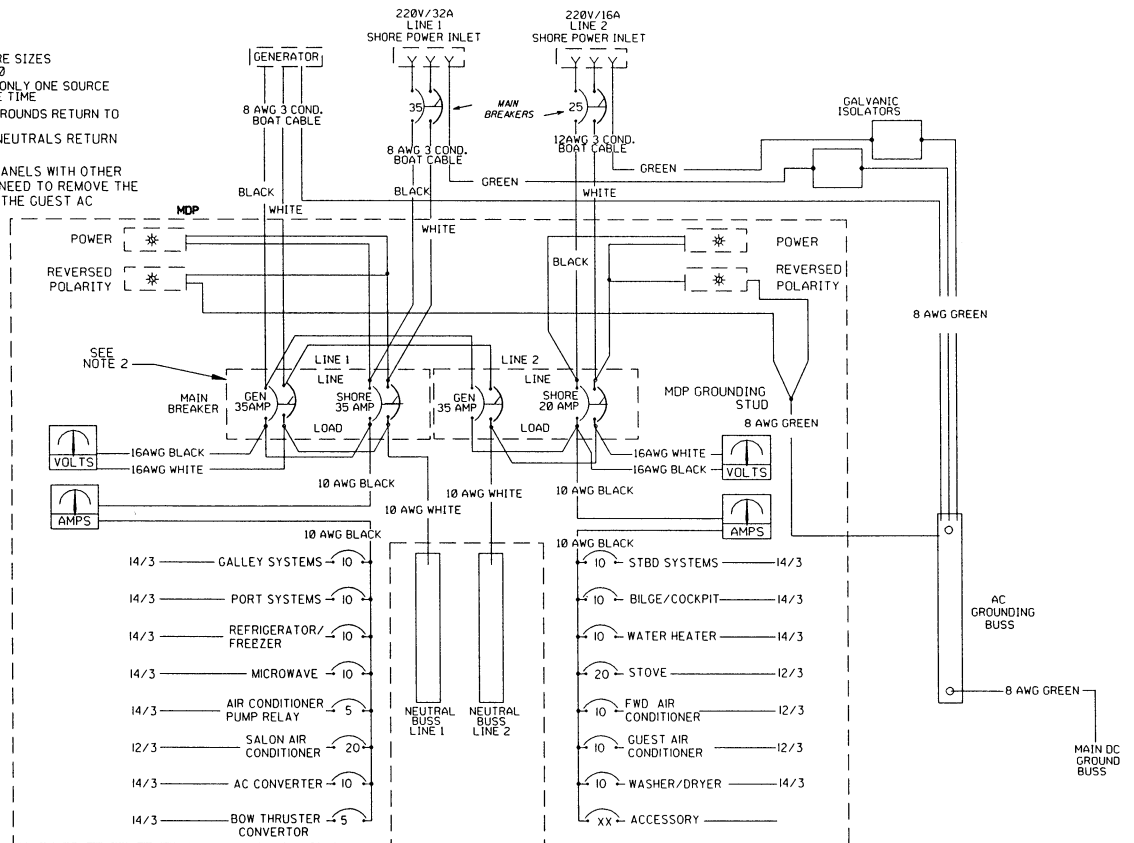 220V/32A
LINE 1
SHORE POWER INLET
220V/16A
LINE 2
SHORE POWER INLET
RE SIZES
ONLY ONE SOURCE
E TIME
ROUNDS RETURN TO
NEUTRALS RETURN
ANELS WITH OTHER
NEED TO REMOVE THE
THE GUEST AC
GENERATOR
8 AWG 3 COND.
BOAT CABLE
35
MAIN
BREAKERS
25
GALVANIC
ISOLATORS
8 AWG 3 COND.
BOAT CABLE
12AWG 3 COND.
BOAT CABLE
GREEN
GREEN
BLACK
WHITE
BLACK
WHITE
WHITE
BLACK
MDP
POWER
REVERSED
POLARITY
POWER
REVERSED
POLARITY
8 AWG GREEN
SEE
NOTE 2
LINE 1
LINE 2
MAIN
BREAKER
GEN
35AMP
LINE
SHORE
35 AMP
LOAD
GEN
35 AMP
LINE
SHORE
20 AMP
LOAD
MDP GROUNDING
STUD
8 AWG GREEN
VOLTS
16AWG BLACK
16AWG WHITE
16AWG WHITE
16AWG BLACK
VOLTS
AMPS
10 AWG BLACK
10 AWG WHITE
10 AWG WHITE
10 AWG BLACK
AMPS
10 AWG BLACK
10 AWG BLACK
14/3 GALLEY SYSTEMS 10
14/3 PORT SYSTEMS 10
14/3 REFRIGERATOR/
FREEZER 10
14/3 MICROWAVE 10
14/3 AIR CONDITIONER
PUMP RELAY 5
12/3 SALON AIR
CONDITIONER 20
14/3 AC CONVERTER 10
14/3 BOW THRUSTER
CONVERTOR 5
NEUTRAL
BUSS
LINE 1
NEUTRAL
BUSS
LINE 2
10 STBD SYSTEMS 14/3
10 BILGE/COCKPIT 14/3
10 WATER HEATER 14/3
20 STOVE 12/3
10 FWD AIR
CONDITIONER 12/3
10 GUEST AIR
CONDITIONER 12/3
10 WASHER/DRYER 14/3
XX ACCESSORY
AC
GROUNDING
BUSS
8 AWG GREEN
MAIN DC
GROUND
BUSS